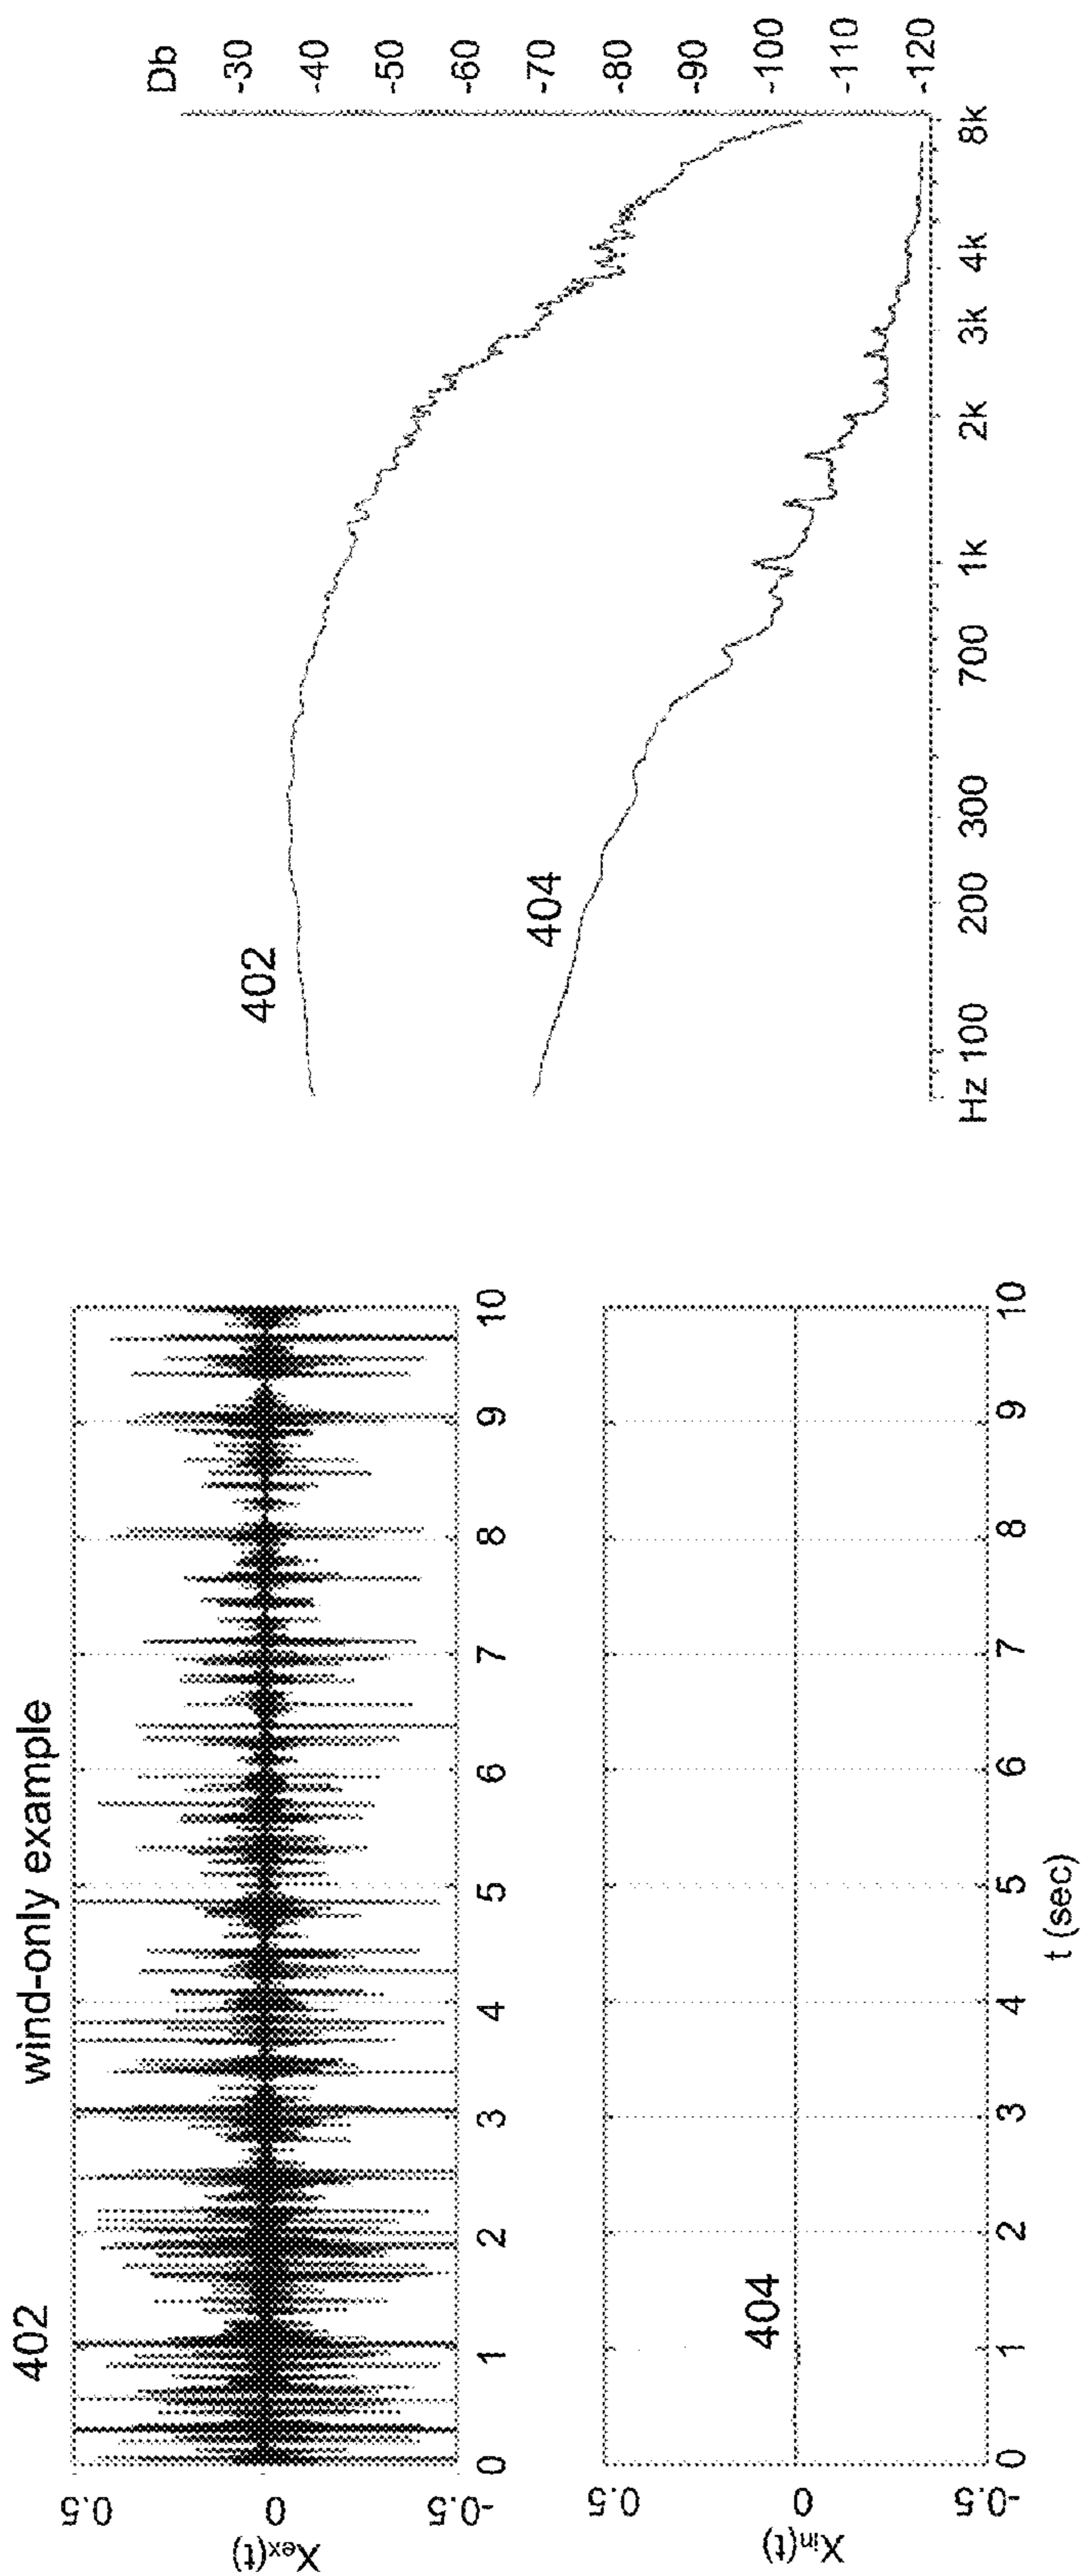 wind-only example
402
0.5
0
-0.5
Xex(t)
0 1 2 3 4 5 6 7 8 9 10
404
0.5
0
-0.5
Xin(t)
0 1 2 3 4 5 6 7 8 9 10
t (sec)
402
404
Db
-30
-40
-50
-60
-70
-80
-90
-100
-110
-120
Hz 100 200 300 700 1k 2k 3k 4k 8k